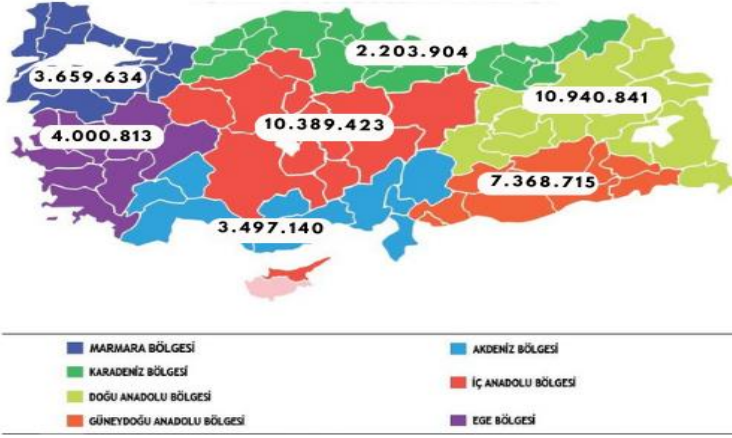 2.203.904
3.659.634
10.940.841
10.389.423
4.000.813
7.368.715
3.497.140
MARMARA BÖLGESİ
KARADENİZ BÖLGESİ
DOĞU ANADOLU BÖLGESİ
GÜNEYDOĞU ANADOLU BÖLGESİ
AKDENİZ BÖLGESİ
İÇ ANADOLU BÖLGESİ
EGE BÖLGESİ